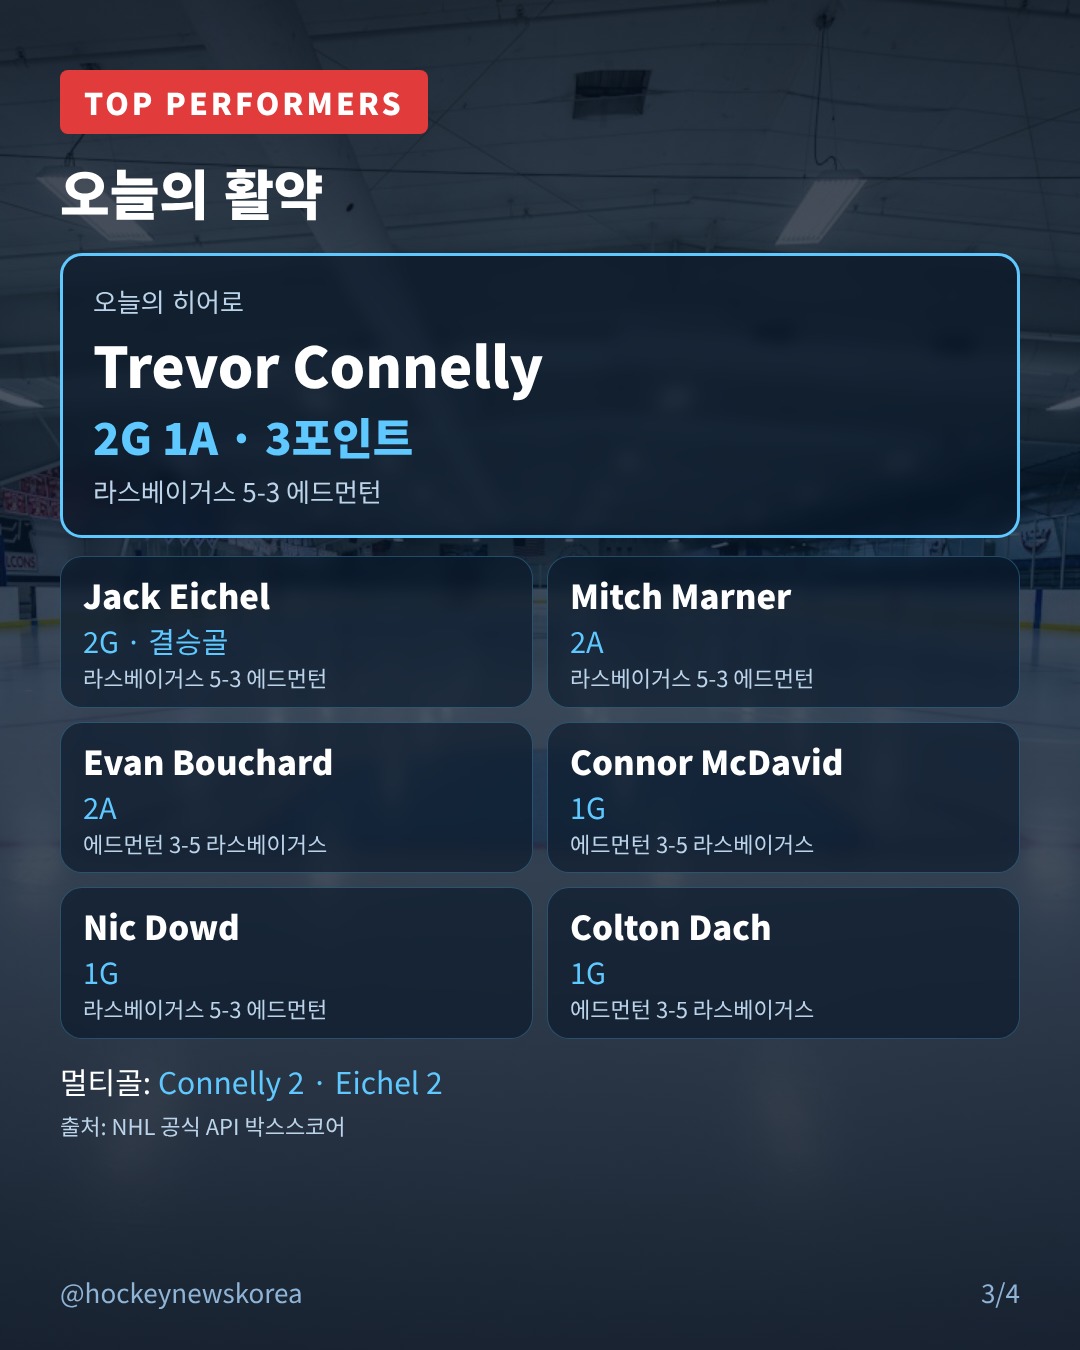 TOP PERFORMERS
오늘의 활약
오늘의 히어로
Trevor Connelly
2G 1A · 3포인트
라스베이거스 5-3 에드먼턴
Jack Eichel
2G · 결승골
라스베이거스 5-3 에드먼턴
Mitch Marner
2A
라스베이거스 5-3 에드먼턴
Evan Bouchard
2A
에드먼턴 3-5 라스베이거스
Connor McDavid
1G
에드먼턴 3-5 라스베이거스
Nic Dowd
1G
라스베이거스 5-3 에드먼턴
Colton Dach
1G
에드먼턴 3-5 라스베이거스
멀티골: Connelly 2 · Eichel 2
출처: NHL 공식 API 박스스코어
@hockeynewskorea
3/4